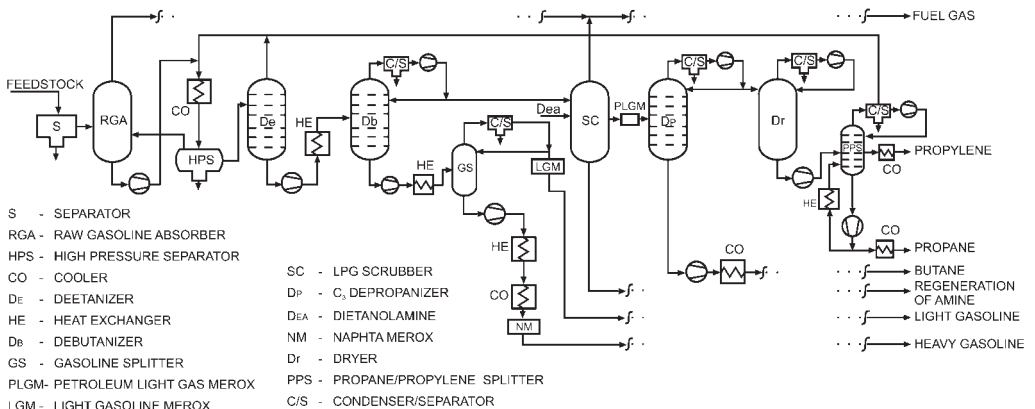 FUEL GAS
C/S
C/S
C/S
FEEDSTOCK
CO
S
RGA
De
HE
Db
C/S
Dea
SC
PLGM
DP
Dr
C/S
HPS
HE
GS
LGM
PPS
CO
PROPYLENE
HE
HE
CO
CO
PROPANE
CO
NM
BUTANE
REGENERATION
OF AMINE
LIGHT GASOLINE
HEAVY GASOLINE
S - SEPARATOR
RGA - RAW GASOLINE ABSORBER
HPS - HIGH PRESSURE SEPARATOR
CO - COOLER
DE - DEETANIZER
HE - HEAT EXCHANGER
DB - DEBUTANIZER
GS - GASOLINE SPLITTER
PLGM- PETROLEUM LIGHT GAS MEROX
LGM - LIGHT GASOLINE MEROX
SC - LPG SCRUBBER
DP - C3 DEPROPANIZER
DEA - DIETANOLAMINE
NM - NAPHTA MEROX
Dr - DRYER
PPS - PROPANE/PROPYLENE SPLITTER
C/S - CONDENSER/SEPARATOR